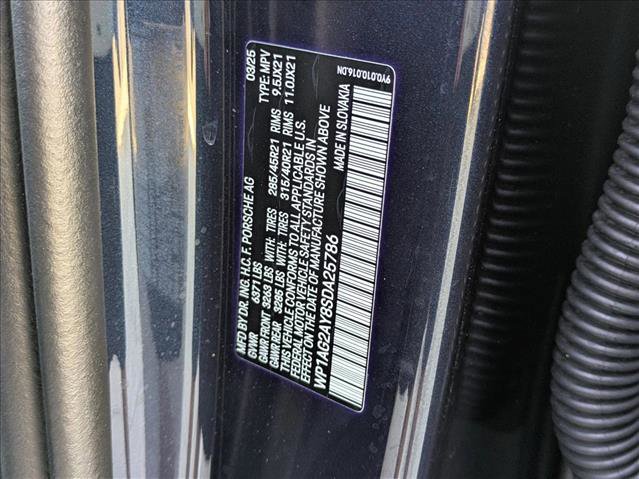 MFD BY DR. ING. H.C. F. PORSCHE AG 03/25
GVWR 6371 LBS TYPE: MPV
GAWR FRONT 3263 LBS WITH: TIRES 285/45R21 RIMS 9.5JX21
GAWR REAR 3285 LBS WITH: TIRES 315/40R21 RIMS 11.0JX21
THIS VEHICLE CONFORMS TO ALL APPLICABLE U.S.
FEDERAL MOTOR VEHICLE SAFETY STANDARDS IN
EFFECT ON THE DATE OF MANUFACTURE SHOWN ABOVE
WP1AG2AY8SDA25786 MADE IN SLOVAKIA
9Y0.010.016.DN